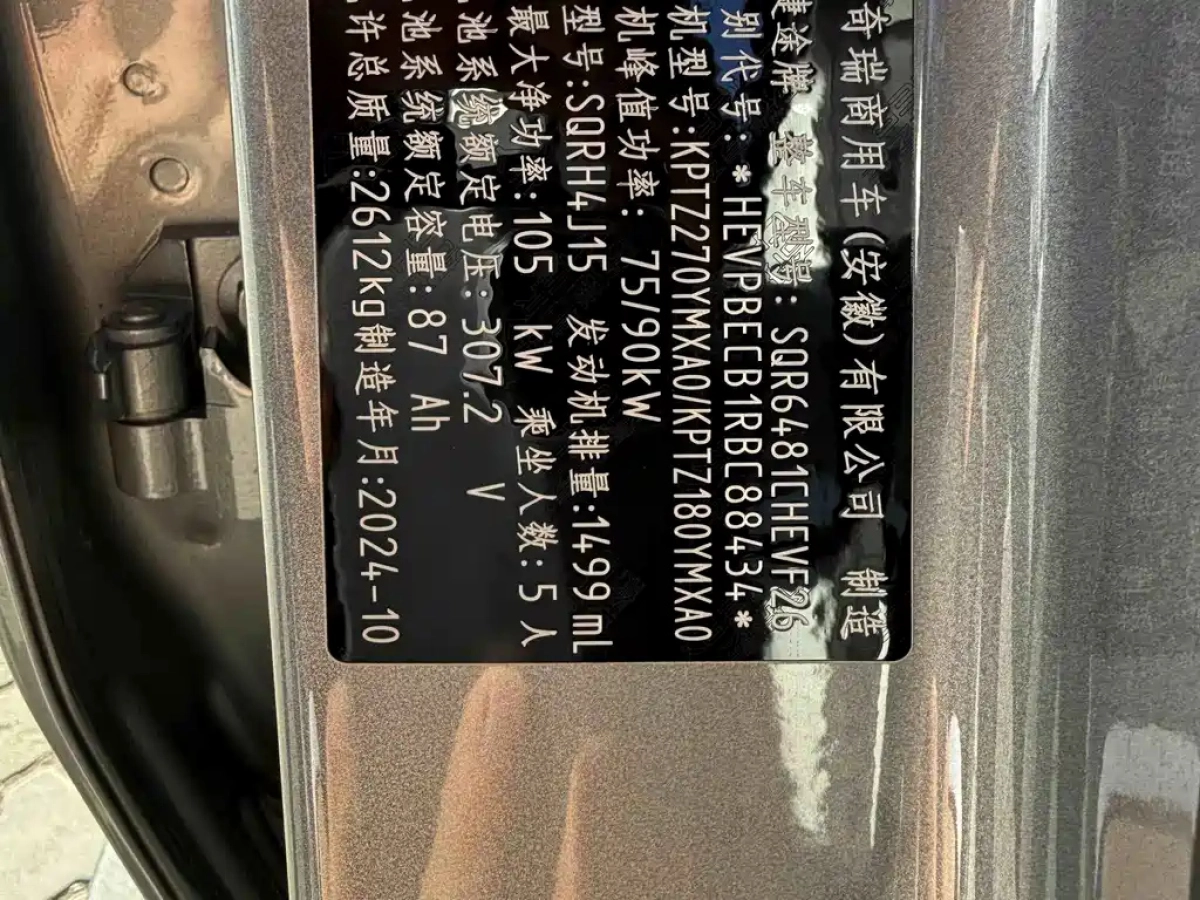 奇瑞商用车(安徽)有限公司 制造
捷途牌 整车型号: SQR6481CHEVF26
别代号: *HEVPBECB1RBC88434*
机型号:KPTZ270YMXA0/KPTZ180YMXA0
机峰值功率: 75/90kW
型号:SQRH4J15 发动机排量:1499mL
最大净功率:105 kW 乘坐人数:5人
池系统额定电压:307.2 V
池系统额定容量:87 Ah
许总质量:2612kg制造年月:2024-10